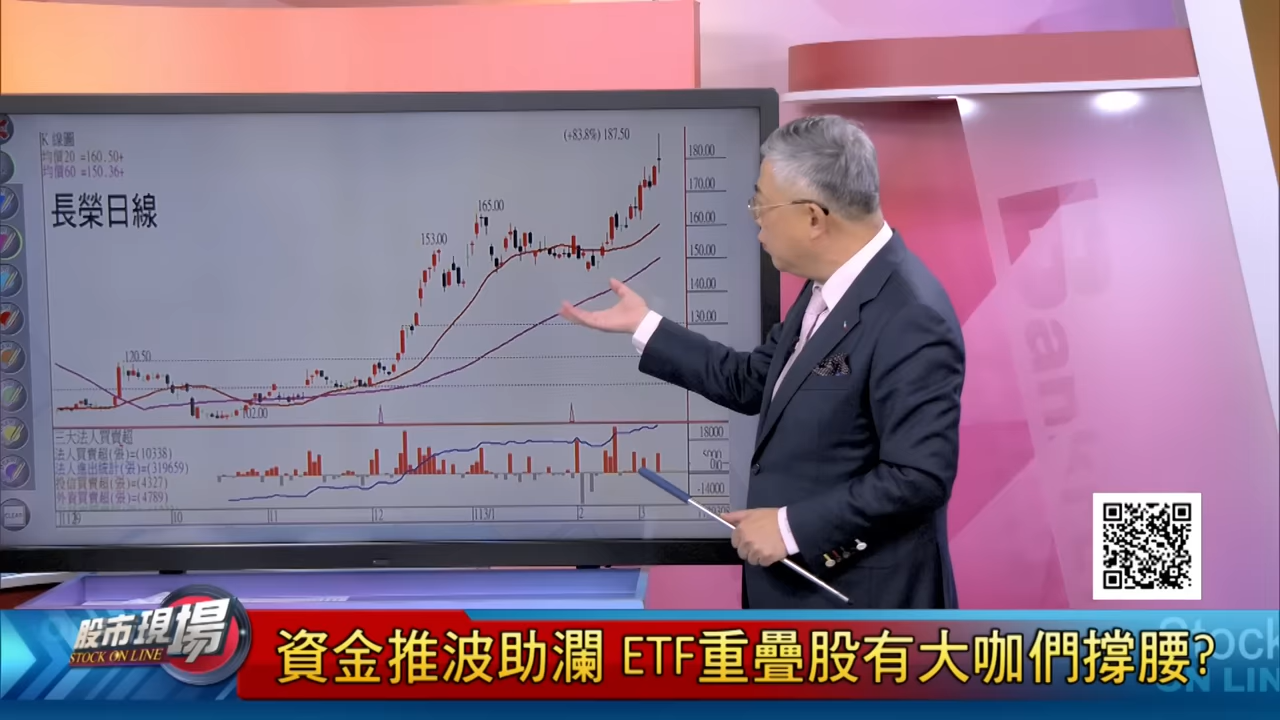 K 線圖
均價20 =160.50+
均價60 =150.36+
長榮日線
(+83.8%) 187.50
180.00
170.00
165.00
160.00
153.00
150.00
140.00
130.00
120.50
102.00
三大法人買賣超
法人買賣超(張)=(10338)
法人進出統計(張)=(319659)
投信買賣超(張)=(4327)
外資買賣超(張)=(4789)
18000
-14000
10
11
12
113/1
2
3
CLEAR
股市現場
STOCK ON LINE
資金推波助瀾 ETF重疊股有大咖們撐腰?
Stock
ON LIN